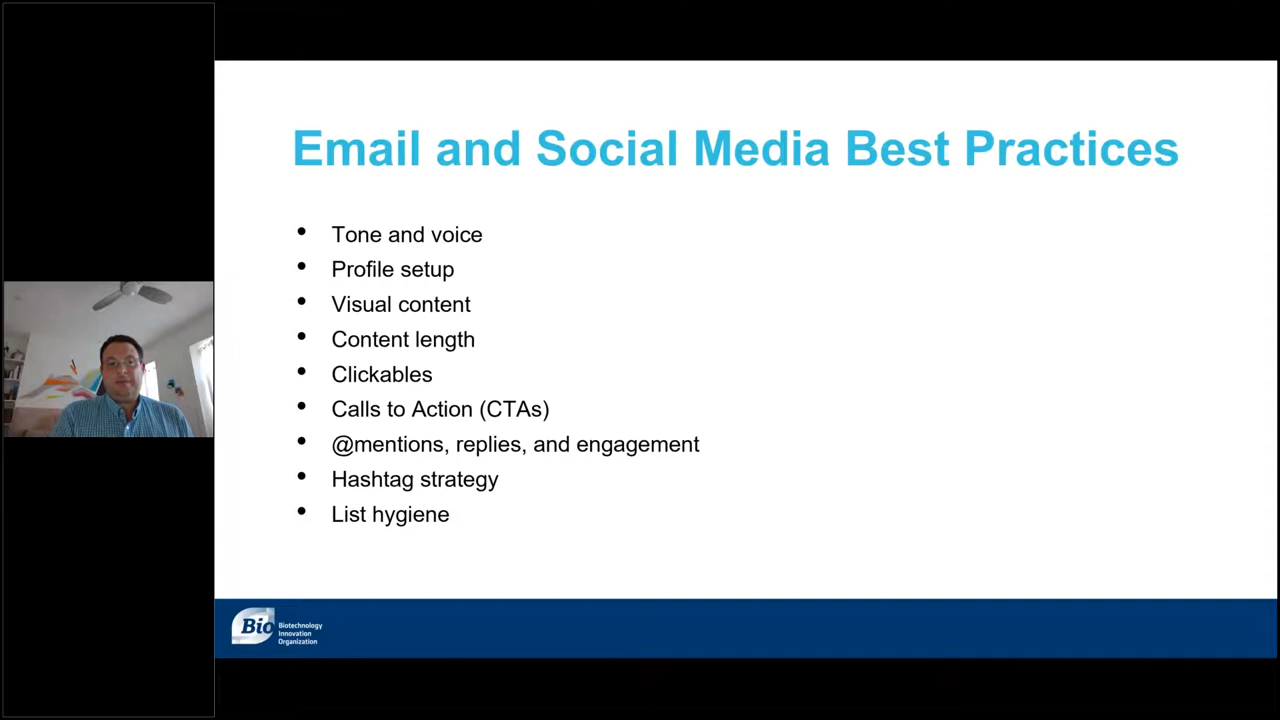 Email and Social Media Best Practices
• Tone and voice
• Profile setup
• Visual content
• Content length
• Clickables
• Calls to Action (CTAs)
• @mentions, replies, and engagement
• Hashtag strategy
• List hygiene
Bio
Biotechnology
Innovation
Organization